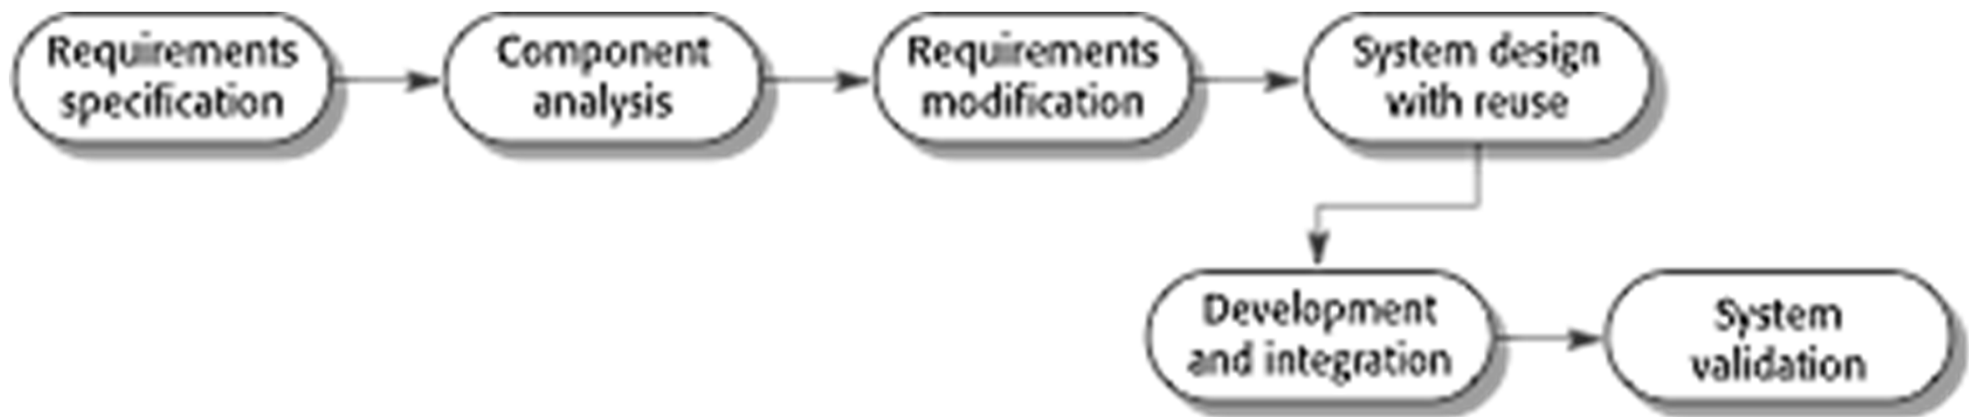 Requirements
specification
Component
analysis
Requirements
modification
System design
with reuse
Development
and integration
System
validation